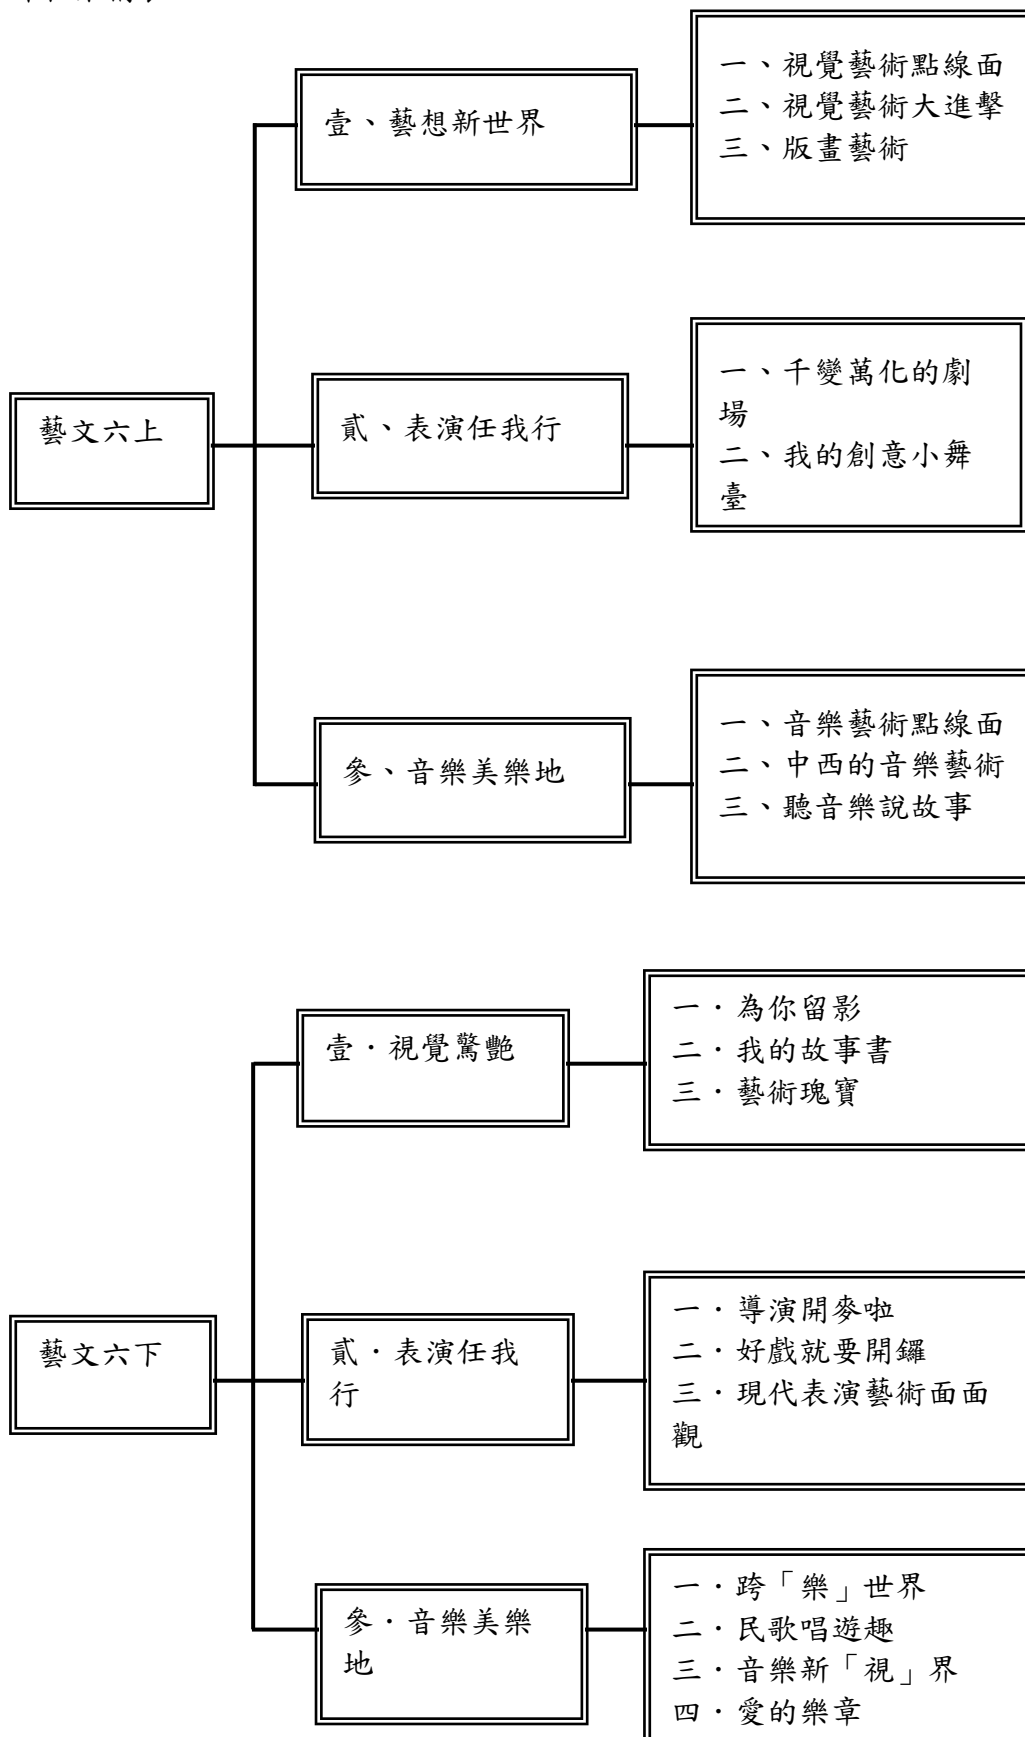 藝文六上
壹、藝想新世界
一、視覺藝術點線面
二、視覺藝術大進擊
三、版畫藝術
貳、表演任我行
一、千變萬化的劇
場
二、我的創意小舞
臺
參、音樂美樂地
一、音樂藝術點線面
二、中西的音樂藝術
三、聽音樂說故事
藝文六下
壹．視覺驚艷
一．為你留影
二．我的故事書
三．藝術瑰寶
貳．表演任我
行
一．導演開麥啦
二．好戲就要開鑼
三．現代表演藝術面面
觀
參．音樂美樂
地
一．跨「樂」世界
二．民歌唱遊趣
三．音樂新「視」界
四．愛的樂章